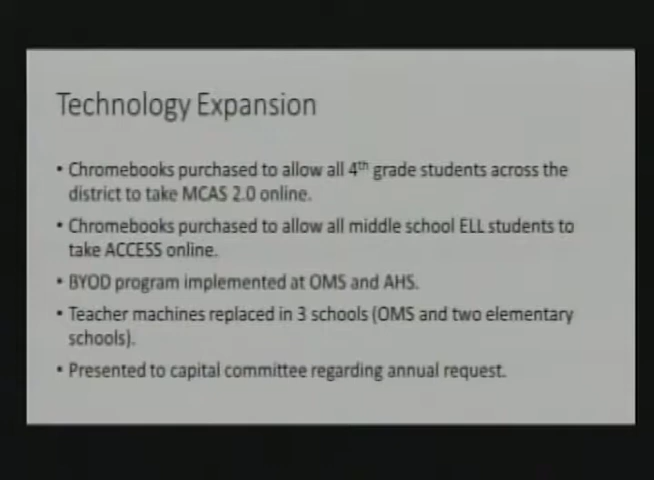 Technology Expansion
• Chromebooks purchased to allow all 4th grade students across the
district to take MCAS 2.0 online.
• Chromebooks purchased to allow all middle school ELL students to
take ACCESS online.
• BYOD program implemented at OMS and AHS.
• Teacher machines replaced in 3 schools (OMS and two elementary
schools).
• Presented to capital committee regarding annual request.